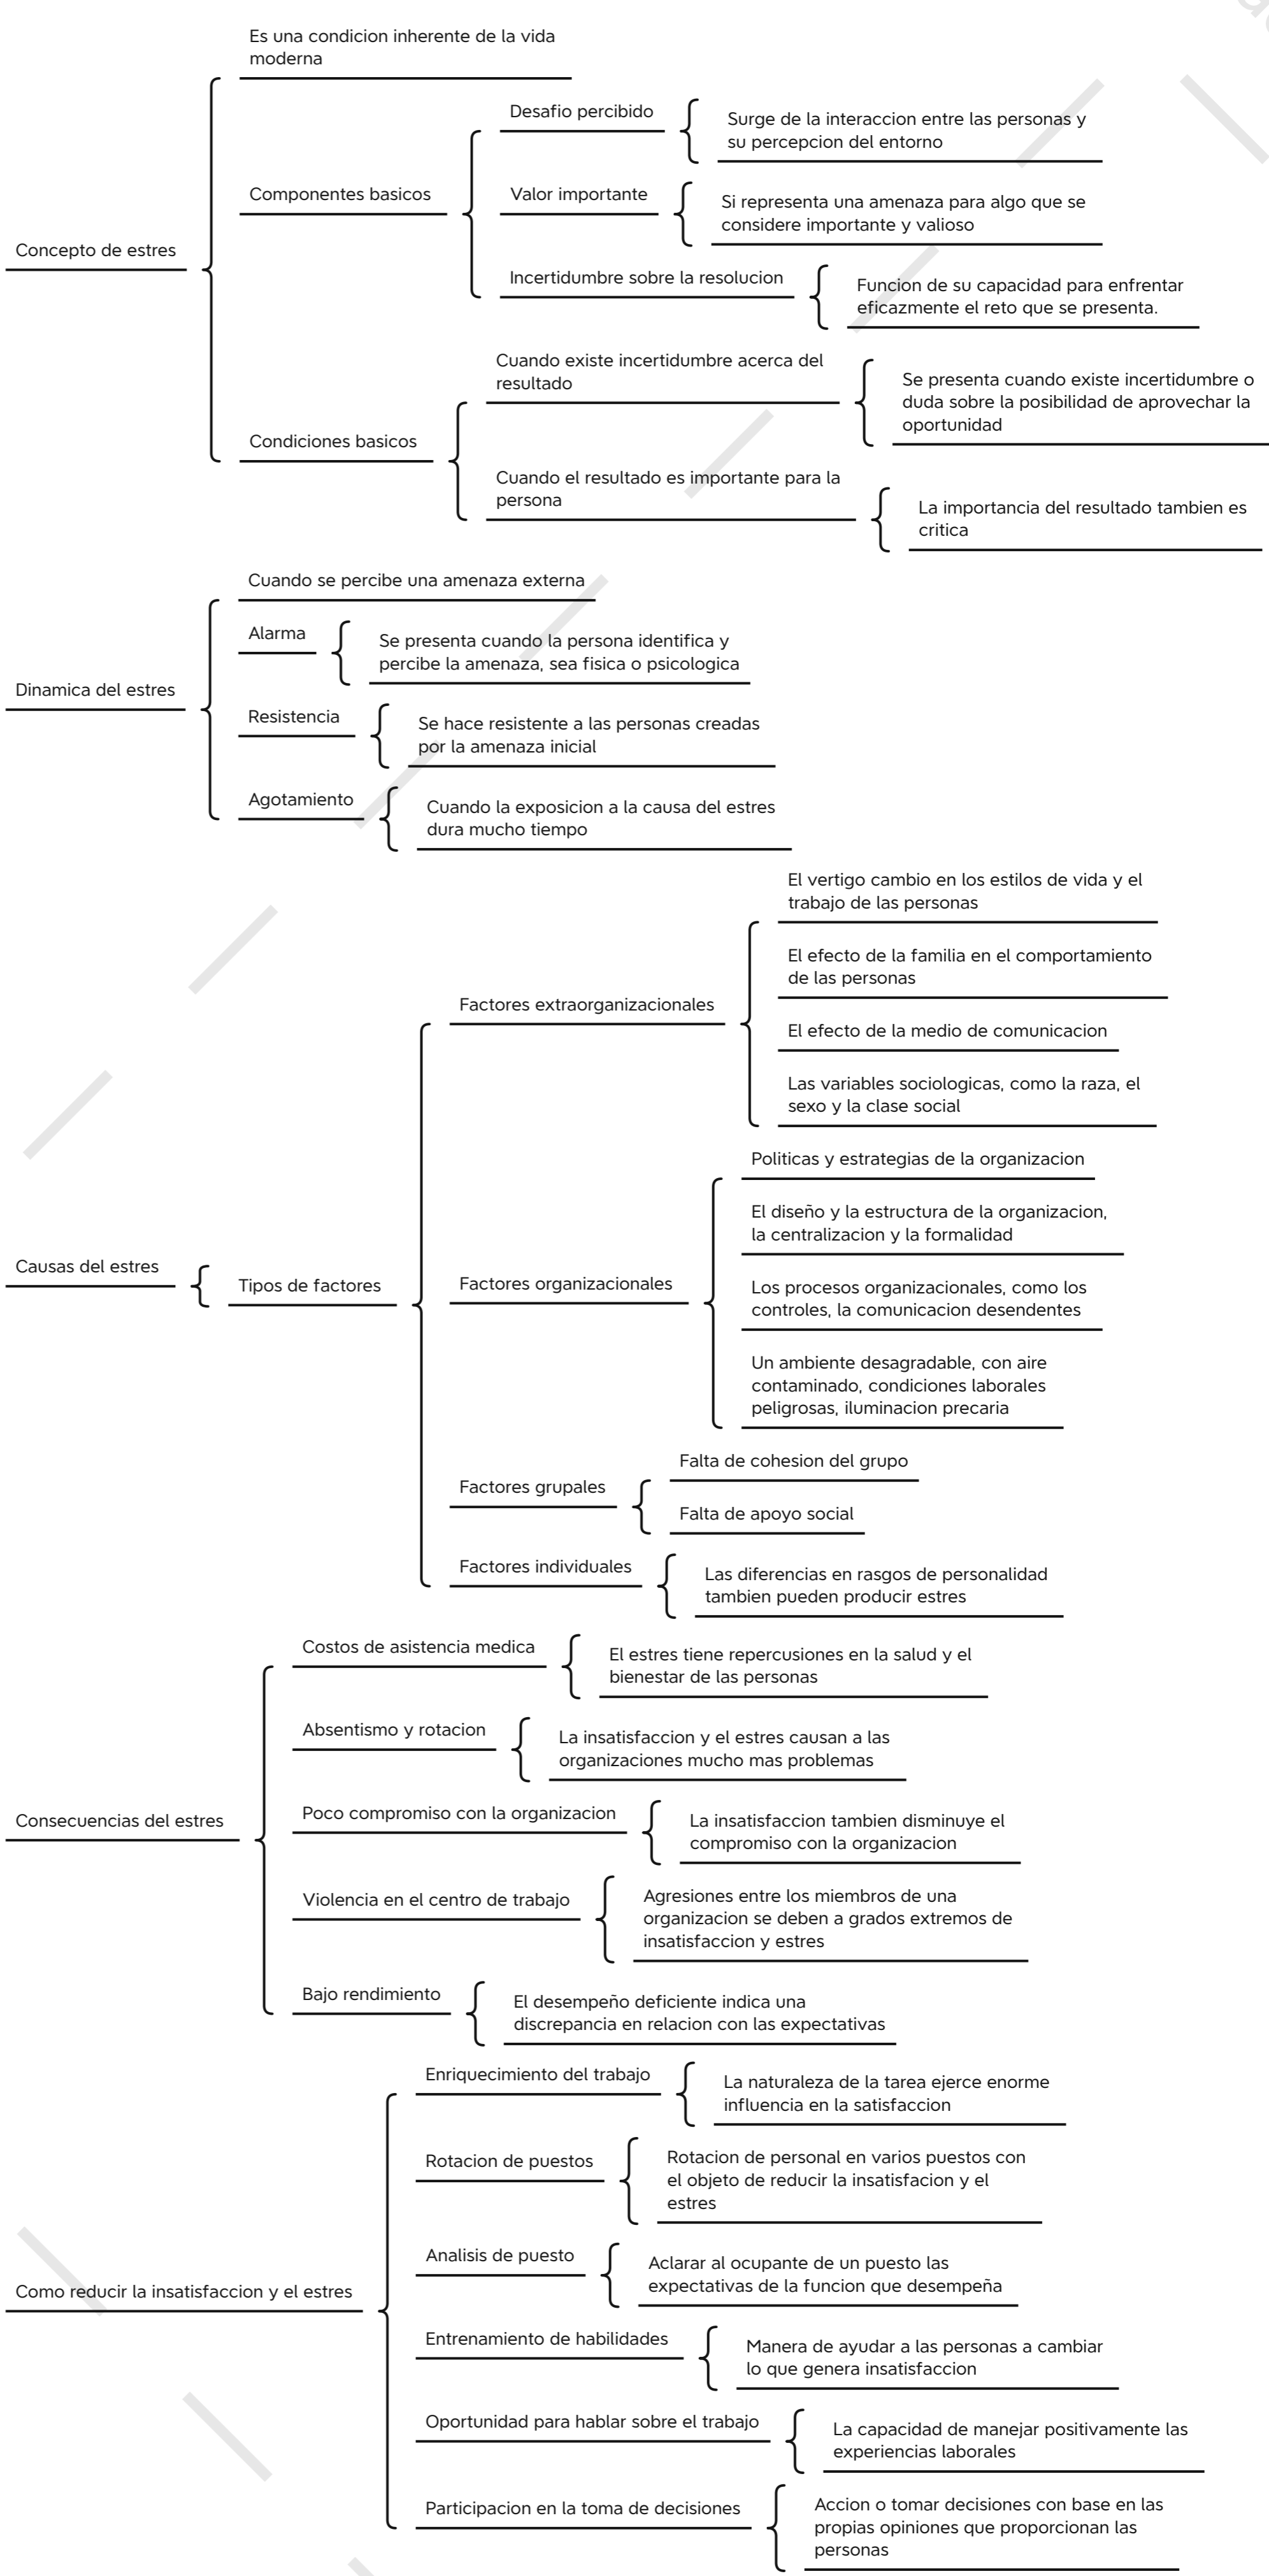 Es una condicion inherente de la vida
moderna
Desafio percibido
Surge de la interaccion entre las personas y
su percepcion del entorno
Componentes basicos
Valor importante
Si representa una amenaza para algo que se
considere importante y valioso
Concepto de estres
Incertidumbre sobre la resolucion
Funcion de su capacidad para enfrentar
eficazmente el reto que se presenta.
Cuando existe incertidumbre acerca del
resultado
Se presenta cuando existe incertidumbre o
duda sobre la posibilidad de aprovechar la
oportunidad
Condiciones basicos
Cuando el resultado es importante para la
persona
La importancia del resultado tambien es
critica
Cuando se percibe una amenaza externa
Alarma
Se presenta cuando la persona identifica y
percibe la amenaza, sea fisica o psicologica
Dinamica del estres
Resistencia
Se hace resistente a las personas creadas
por la amenaza inicial
Agotamiento
Cuando la exposicion a la causa del estres
dura mucho tiempo
El vertigo cambio en los estilos de vida y el
trabajo de las personas
El efecto de la familia en el comportamiento
de las personas
Factores extraorganizacionales
El efecto de la medio de comunicacion
Las variables sociologicas, como la raza, el
sexo y la clase social
Politicas y estrategias de la organizacion
El diseño y la estructura de la organizacion,
la centralizacion y la formalidad
Causas del estres
Tipos de factores
Factores organizacionales
Los procesos organizacionales, como los
controles, la comunicacion desendentes
Un ambiente desagradable, con aire
contaminado, condiciones laborales
peligrosas, iluminacion precaria
Factores grupales
Falta de cohesion del grupo
Falta de apoyo social
Factores individuales
Las diferencias en rasgos de personalidad
tambien pueden producir estres
Costos de asistencia medica
El estres tiene repercusiones en la salud y el
bienestar de las personas
Absentismo y rotacion
La insatisfaccion y el estres causan a las
organizaciones mucho mas problemas
Consecuencias del estres
Poco compromiso con la organizacion
La insatisfaccion tambien disminuye el
compromiso con la organizacion
Violencia en el centro de trabajo
Agresiones entre los miembros de una
organizacion se deben a grados extremos de
insatisfaccion y estres
Bajo rendimiento
El desempeño deficiente indica una
discrepancia en relacion con las expectativas
Enriquecimiento del trabajo
La naturaleza de la tarea ejerce enorme
influencia en la satisfaccion
Rotacion de puestos
Rotacion de personal en varios puestos con
el objeto de reducir la insatisfacion y el
estres
Analisis de puesto
Aclarar al ocupante de un puesto las
expectativas de la funcion que desempeña
Como reducir la insatisfaccion y el estres
Entrenamiento de habilidades
Manera de ayudar a las personas a cambiar
lo que genera insatisfaccion
Oportunidad para hablar sobre el trabajo
La capacidad de manejar positivamente las
experiencias laborales
Participacion en la toma de decisiones
Accion o tomar decisiones con base en las
propias opiniones que proporcionan las
personas